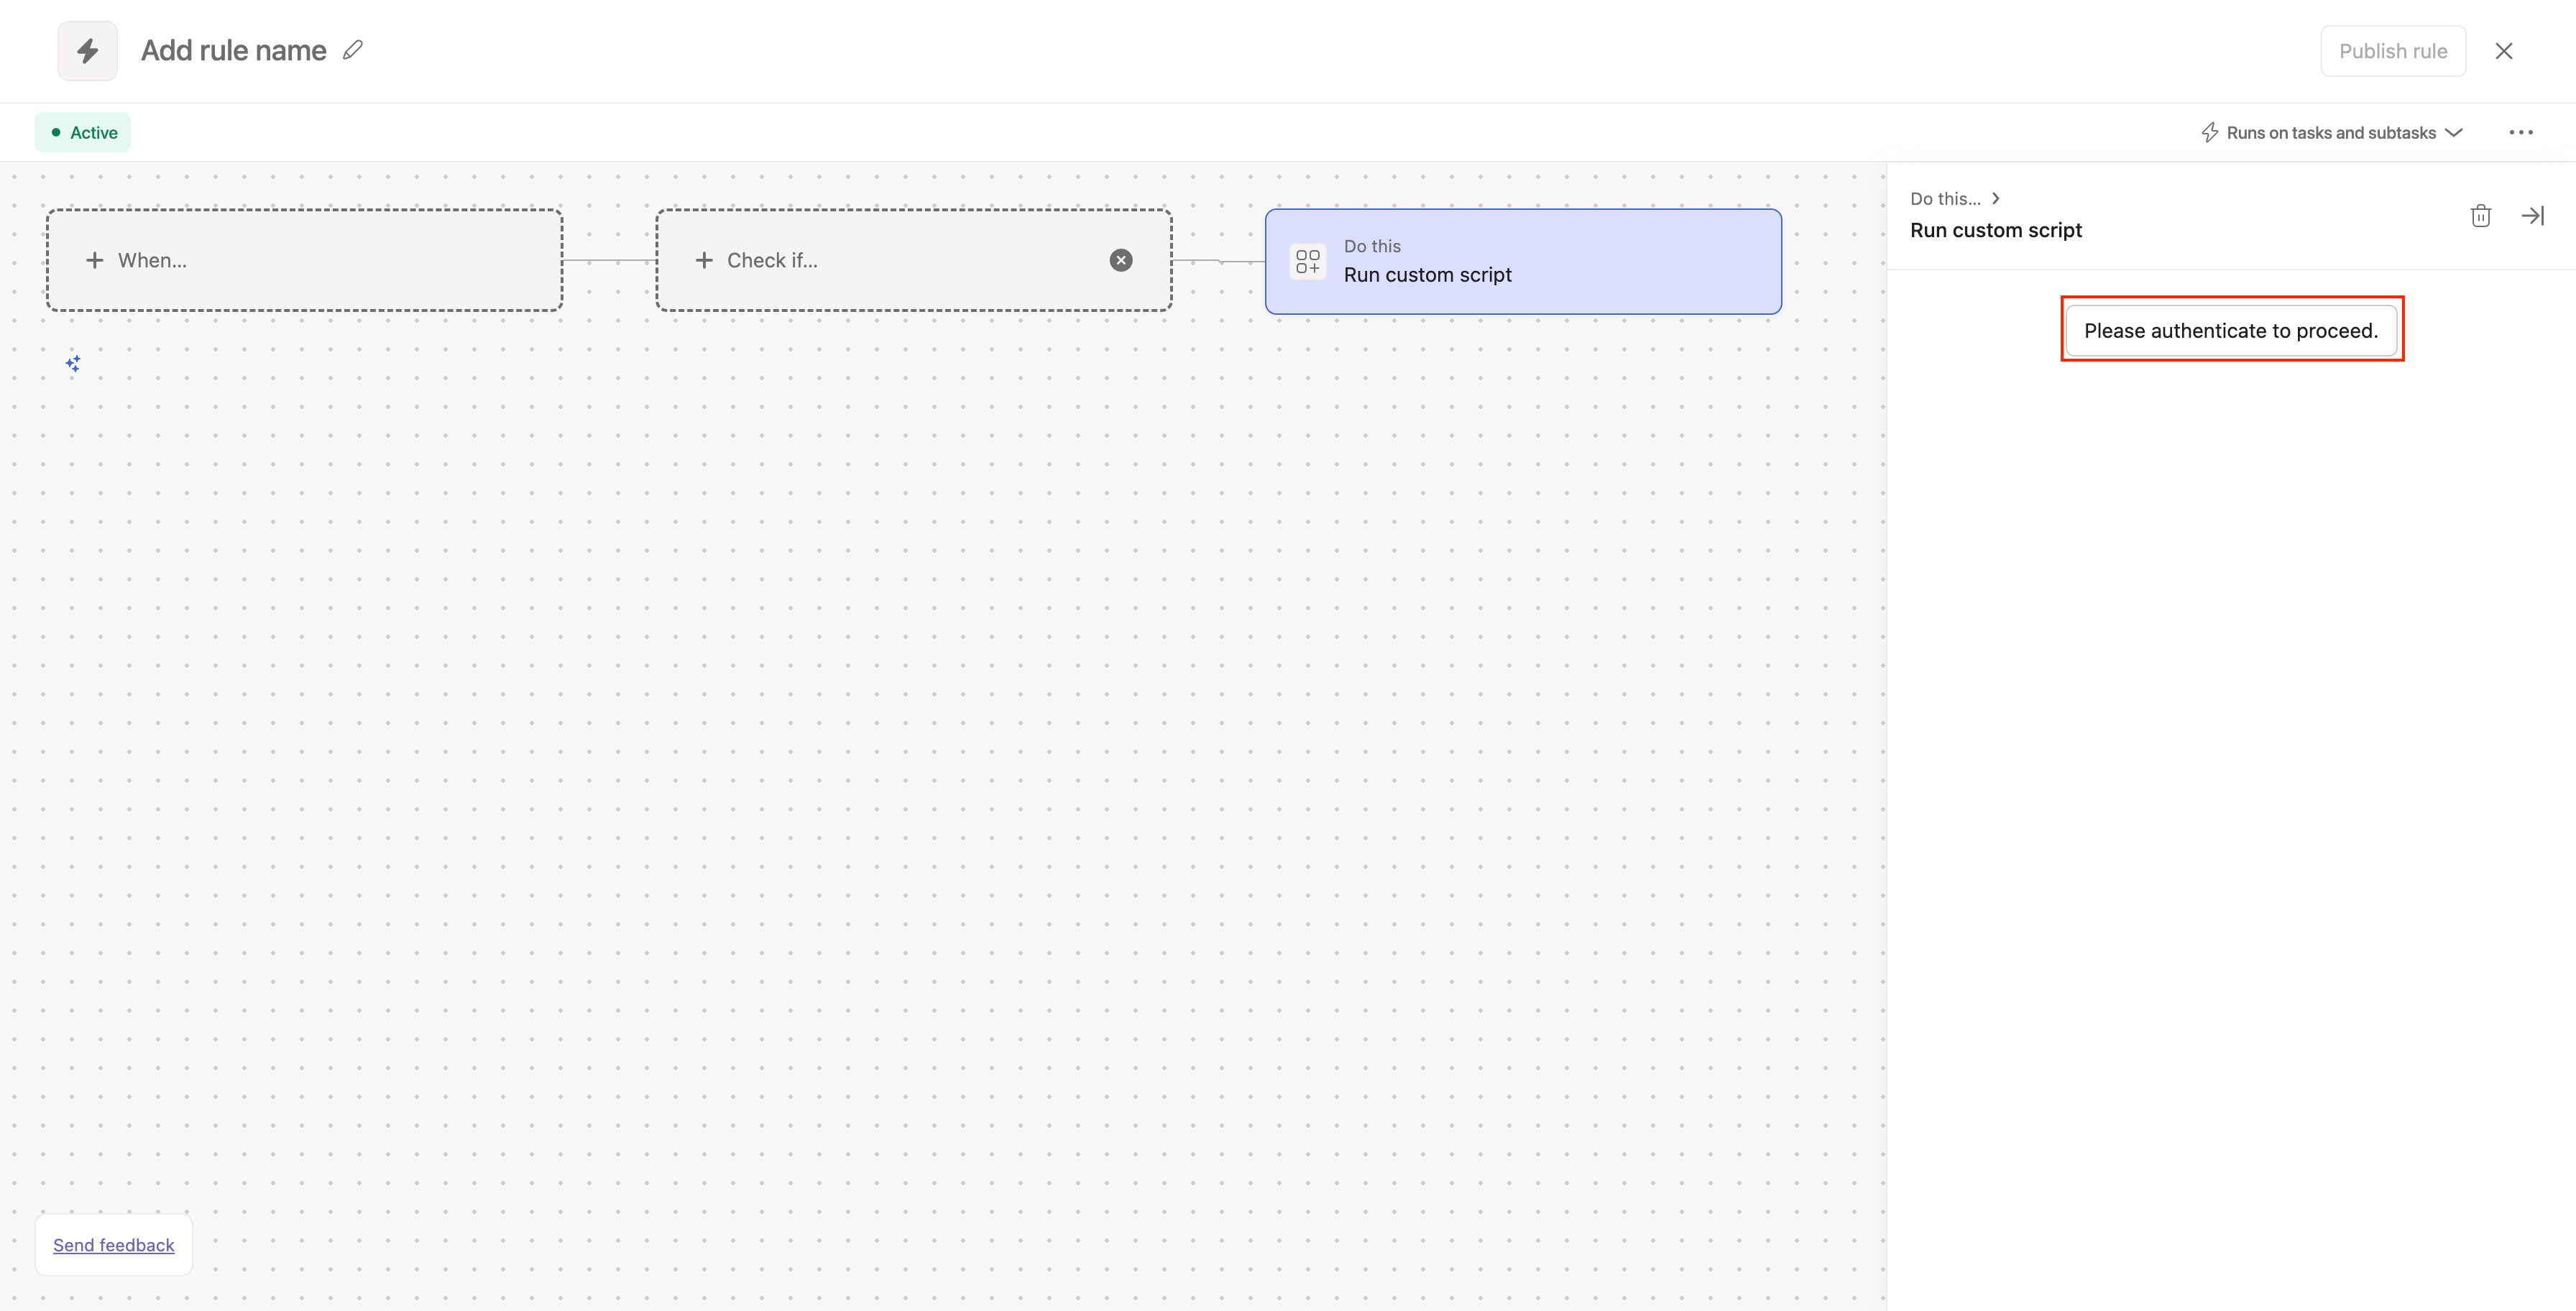 Add rule name
Publish rule
Active
Runs on tasks and subtasks
When...
Check if...
Do this
Run custom script
Do this...
Run custom script
Please authenticate to proceed.
Send feedback